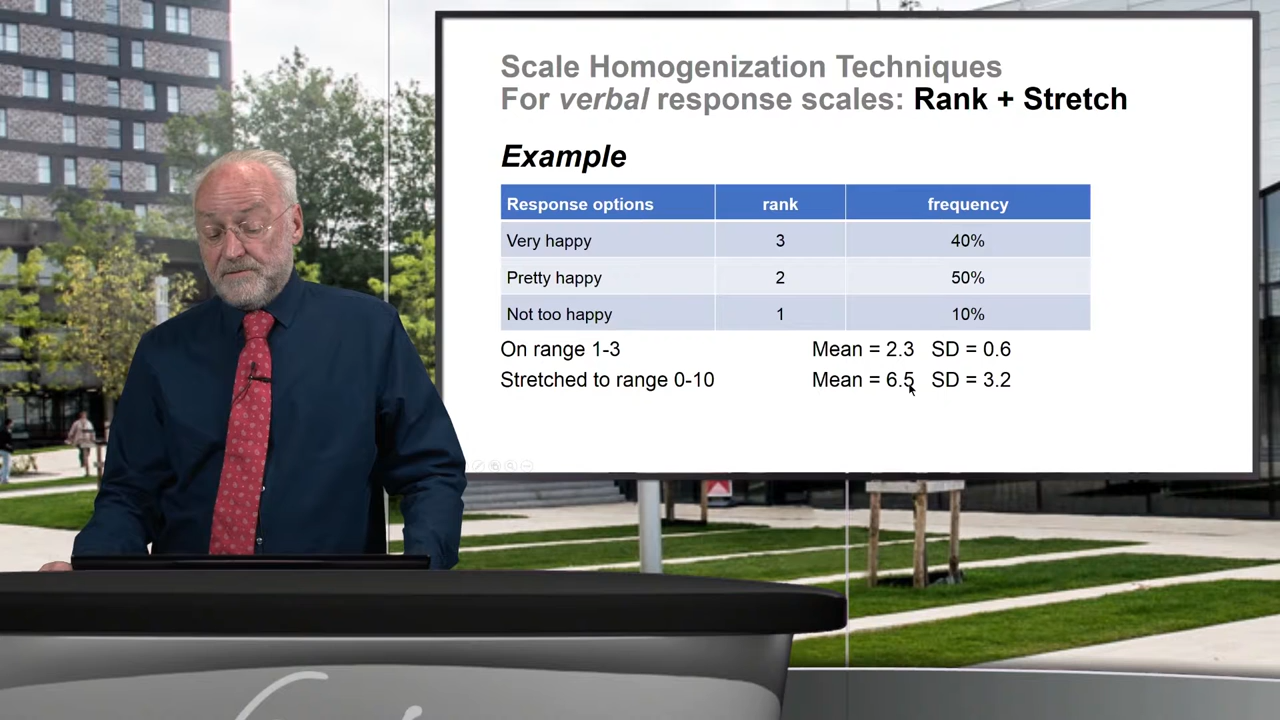 Scale Homogenization Techniques
For verbal response scales: Rank + Stretch
Example
Response options rank frequency
Very happy 3 40%
Pretty happy 2 50%
Not too happy 1 10%
On range 1-3 Mean = 2.3 SD = 0.6
Stretched to range 0-10 Mean = 6.5 SD = 3.2